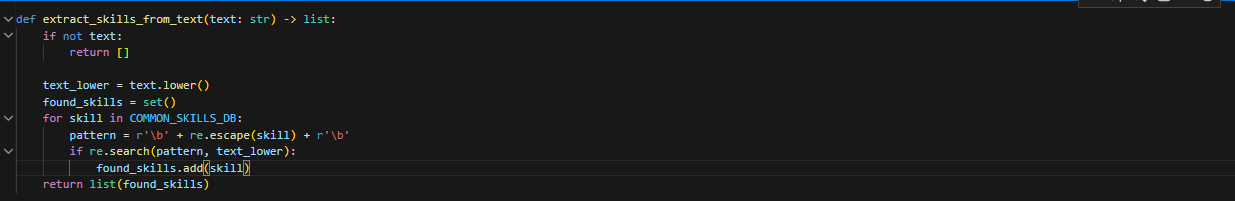 def extract_skills_from_text(text: str) -> list:
    if not text:
        return []

    text_lower = text.lower()
    found_skills = set()
    for skill in COMMON_SKILLS_DB:
        pattern = r'\b' + re.escape(skill) + r'\b'
        if re.search(pattern, text_lower):
            found_skills.add(skill)
    return list(found_skills)